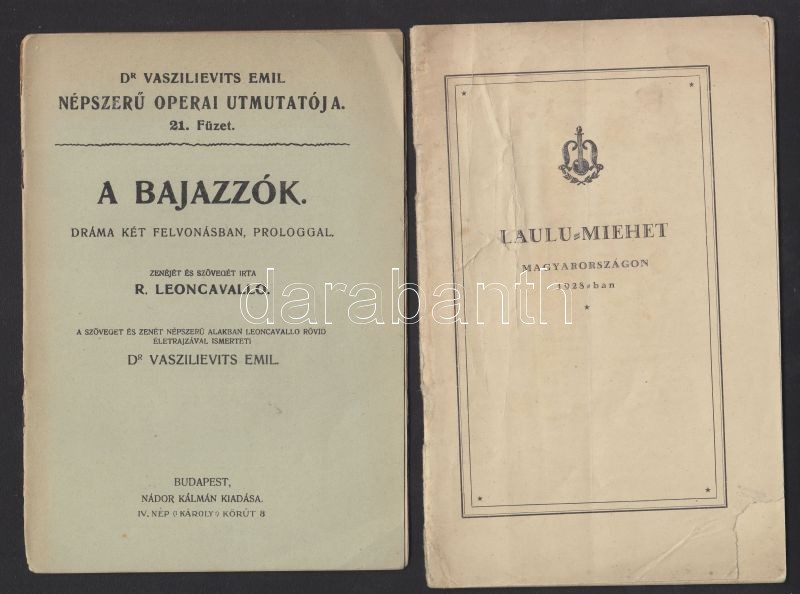 Dr VASZILIEVITS EMIL
NÉPSZERŰ OPERAI UTMUTATÓJA.
21. Füzet.
A BAJAZZÓK.
DRÁMA KÉT FELVONÁSBAN, PROLOGGAL.
ZENÉJÉT ÉS SZÖVEGÉT IRTA
R. LEONCAVALLO.
A SZÖVEGET ÉS ZENÉT NÉPSZERŰ ALAKBAN LEONCAVALLO RÖVID
ÉLETRAJZÁVAL ISMERTETI
Dr VASZILIEVITS EMIL.
BUDAPEST,
NÁDOR KÁLMÁN KIADÁSA.
IV. NÉP (KÁROLY) KÖRÚT 8
LAULU-MIEHET
MAGYARORSZÁGON
1928-ban
darabanth